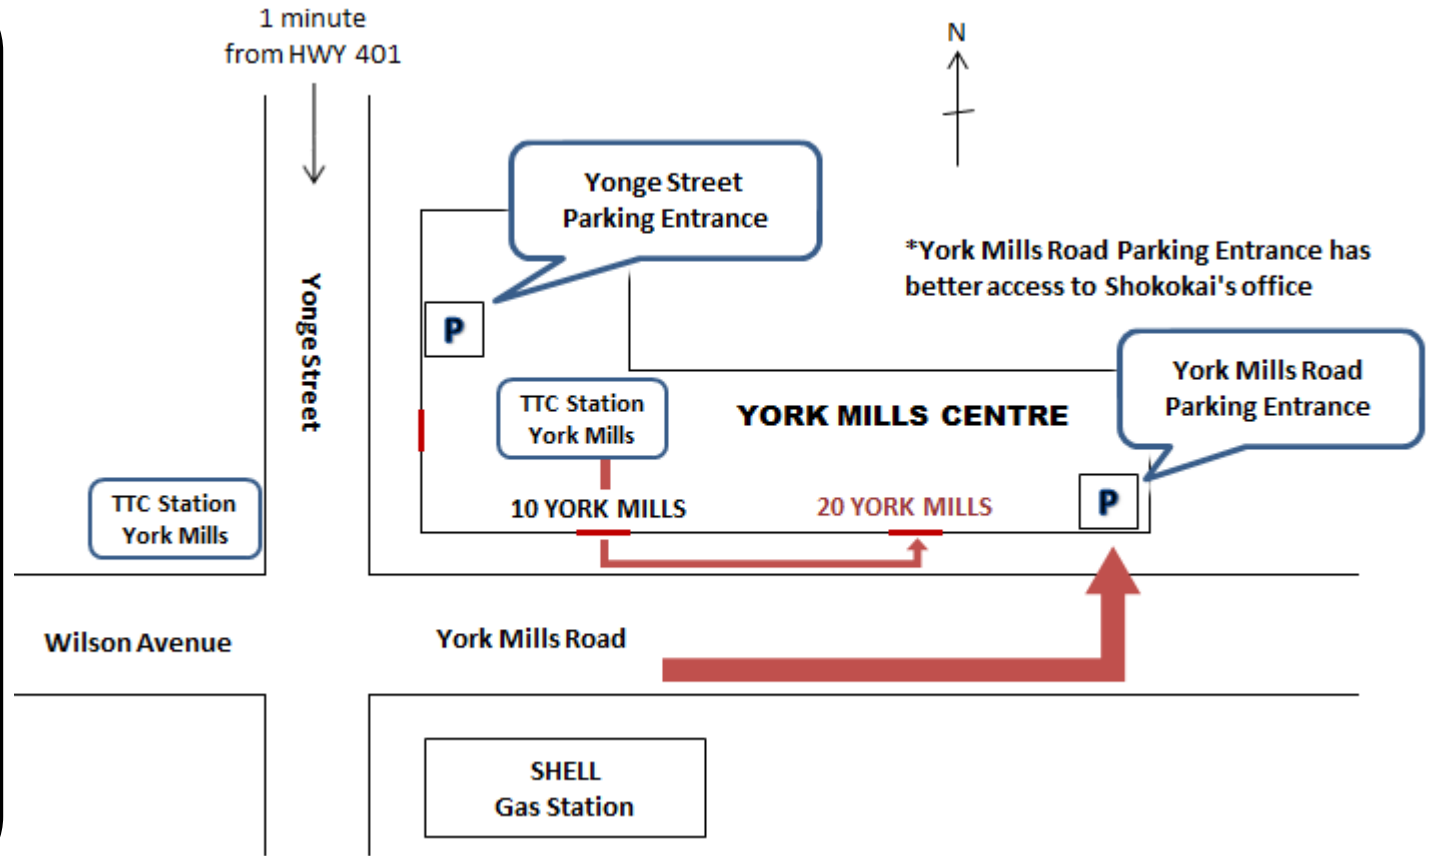 1 minute
from HWY 401
N
Yonge Street
Parking Entrance
*York Mills Road Parking Entrance has
better access to Shokokai's office
Yonge Street
P
York Mills Road
Parking Entrance
TTC Station
York Mills
YORK MILLS CENTRE
TTC Station
York Mills
10 YORK MILLS
20 YORK MILLS
P
Wilson Avenue
York Mills Road
SHELL
Gas Station